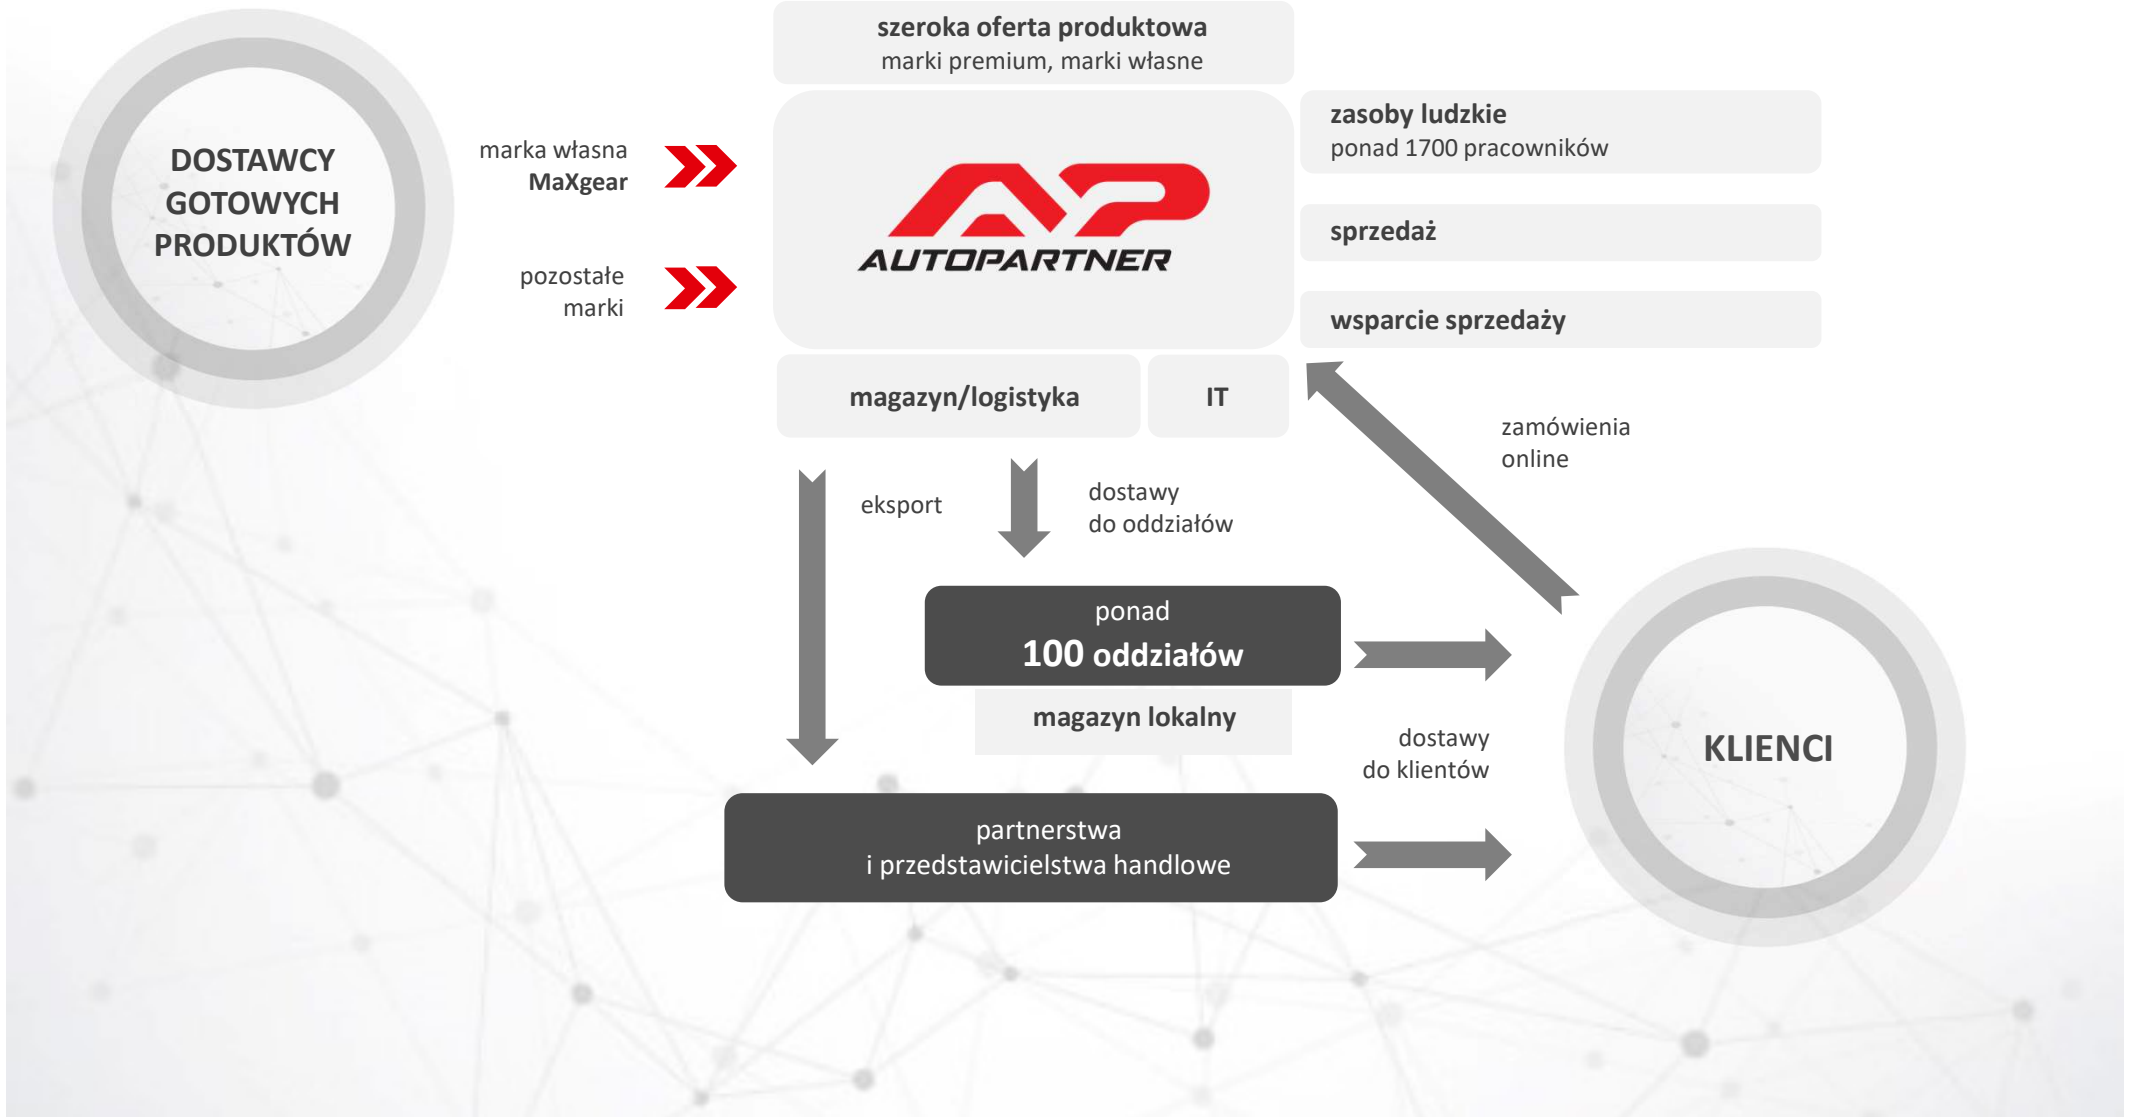 szeroka oferta produktowa
marki premium, marki własne
DOSTAWCY
GOTOWYCH
PRODUKTÓW
marka własna
MaXgear
pozostałe
marki
AP
AUTOPARTNER
zasoby ludzkie
ponad 1700 pracowników
sprzedaż
wsparcie sprzedaży
magazyn/logistyka
IT
zamówienia
online
eksport
dostawy
do oddziałów
ponad
100 oddziałów
magazyn lokalny
dostawy
do klientów
KLIENCI
partnerstwa
i przedstawicielstwa handlowe